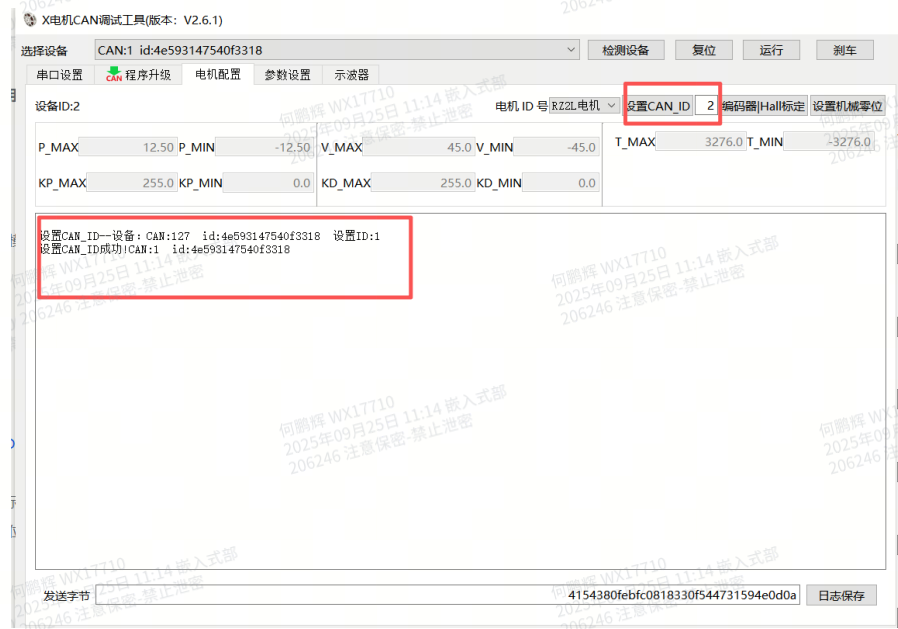 X电机CAN调试工具(版本：V2.6.1)
选择设备 CAN:1 id:4e593147540f3318 检测设备 复位 运行 刹车
串口设置 CAN 程序升级 电机配置 参数设置 示波器
设备ID:2 电机 ID 号 RZ2L电机 设置CAN_ID 2 编码器|Hall标定 设置机械零位
P_MAX 12.50 P_MIN -12.50 V_MAX 45.0 V_MIN -45.0 T_MAX 3276.0 T_MIN -3276.0
KP_MAX 255.0 KP_MIN 0.0 KD_MAX 255.0 KD_MIN 0.0
设置CAN_ID--设备：CAN:127 id:4e593147540f3318 设置ID:1
设置CAN_ID成功!CAN:1 id:4e593147540f3318
何鹏辉 WX17710
2025年09月25日 11:14 嵌入式部
206246 注意保密-禁止泄密
发送字节 4154380febfc0818330f544731594e0d0a 日志保存